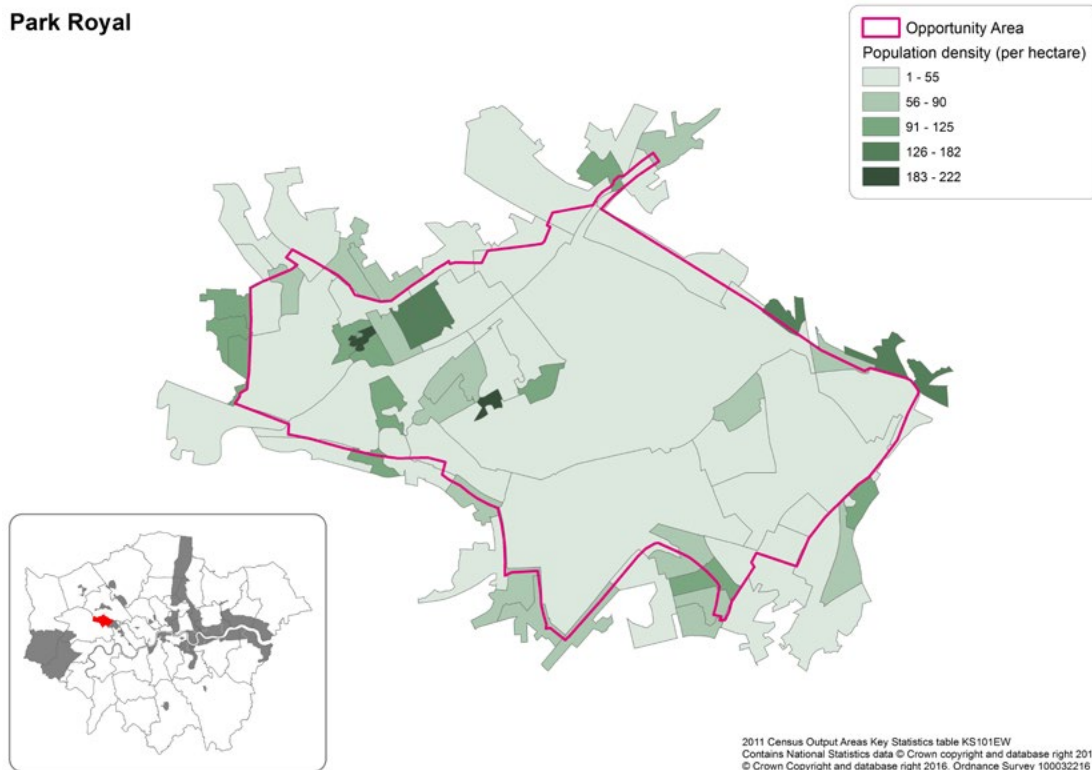 Park Royal
Opportunity Area
Population density (per hectare)
1 - 55
56 - 90
91 - 125
126 - 182
183 - 222
2011 Census Output Areas Key Statistics table KS101EW
Contains National Statistics data © Crown copyright and database right 201
© Crown Copyright and database right 2016. Ordnance Survey 100032216